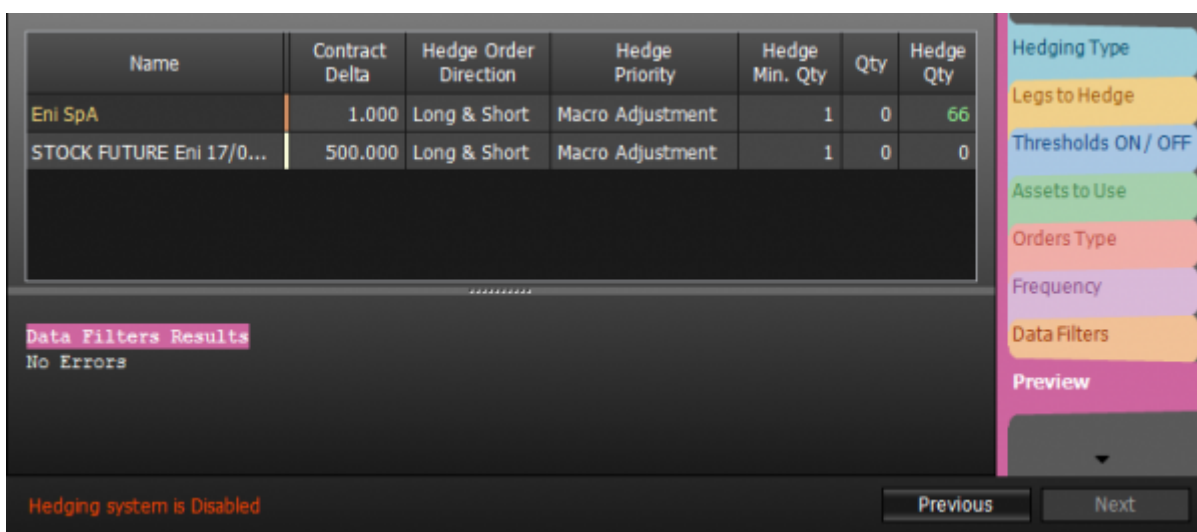 Name Contract Delta Hedge Order Direction Hedge Priority Hedge Min. Qty Qty Hedge Qty
Eni SpA 1.000 Long & Short Macro Adjustment 1 0 66
STOCK FUTURE Eni 17/0... 500.000 Long & Short Macro Adjustment 1 0 0
Data Filters Results
No Errors
Hedging system is Disabled
Previous Next
Hedging Type
Legs to Hedge
Thresholds ON / OFF
Assets to Use
Orders Type
Frequency
Data Filters
Preview